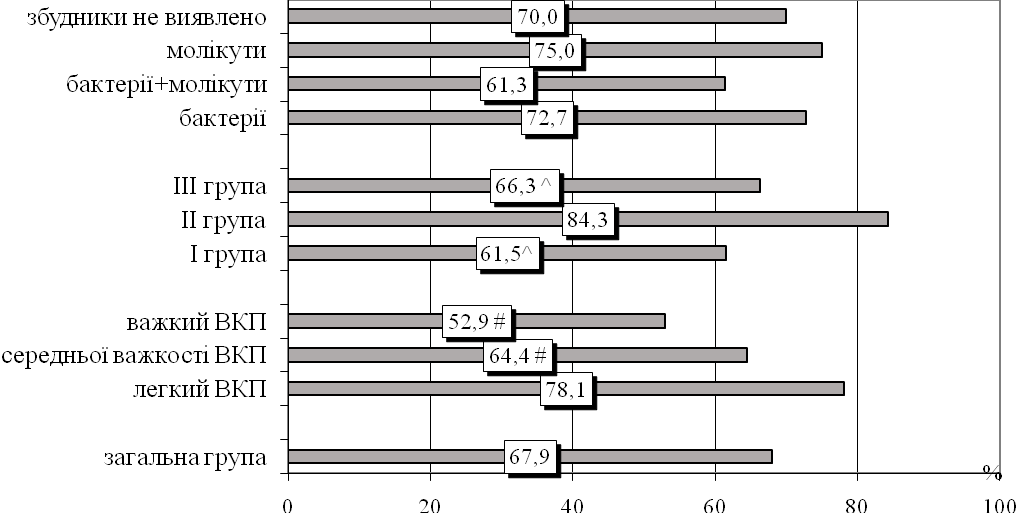 збудники не виявлено 70,0
молікути 75,0
бактерії+молікути 61,3
бактерії 72,7
ІІІ група 66,3 ^
ІІ група 84,3
І група 61,5^
важкий ВКП 52,9 #
середньої важкості ВКП 64,4 #
легкий ВКП 78,1
загальна група 67,9
%
0 20 40 60 80 100